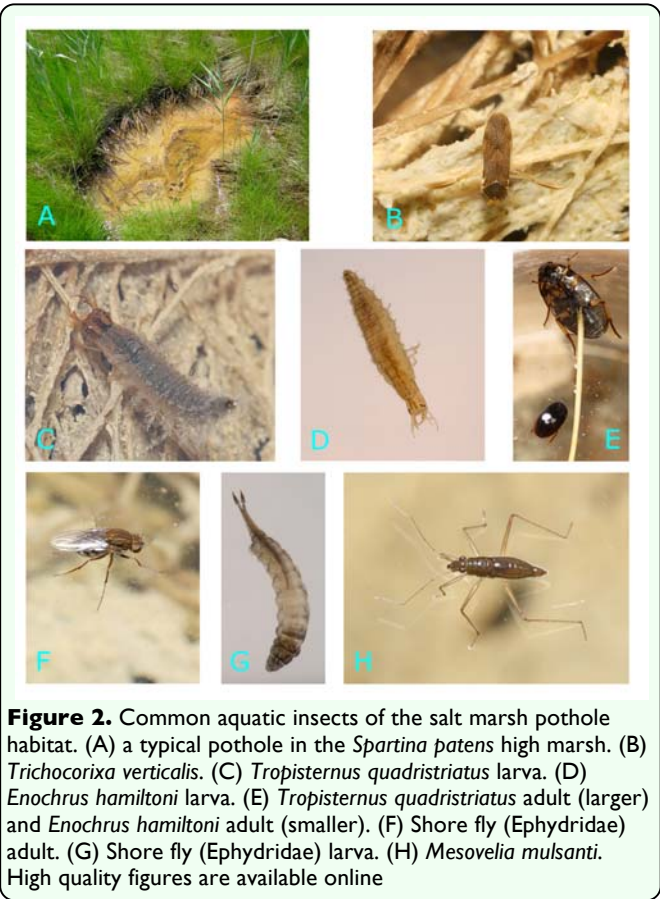 A
B
C
D
E
F
G
H
Figure 2. Common aquatic insects of the salt marsh pothole
habitat. (A) a typical pothole in the Spartina patens high marsh. (B)
Trichocorixa verticalis. (C) Tropisternus quadristriatus larva. (D)
Enochrus hamiltoni larva. (E) Tropisternus quadristriatus adult (larger)
and Enochrus hamiltoni adult (smaller). (F) Shore fly (Ephydridae)
adult. (G) Shore fly (Ephydridae) larva. (H) Mesovelia mulsanti.
High quality figures are available online